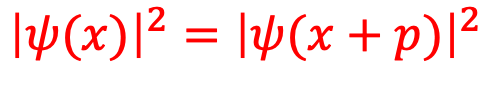 |ψ(x)|² = |ψ(x + p)|²